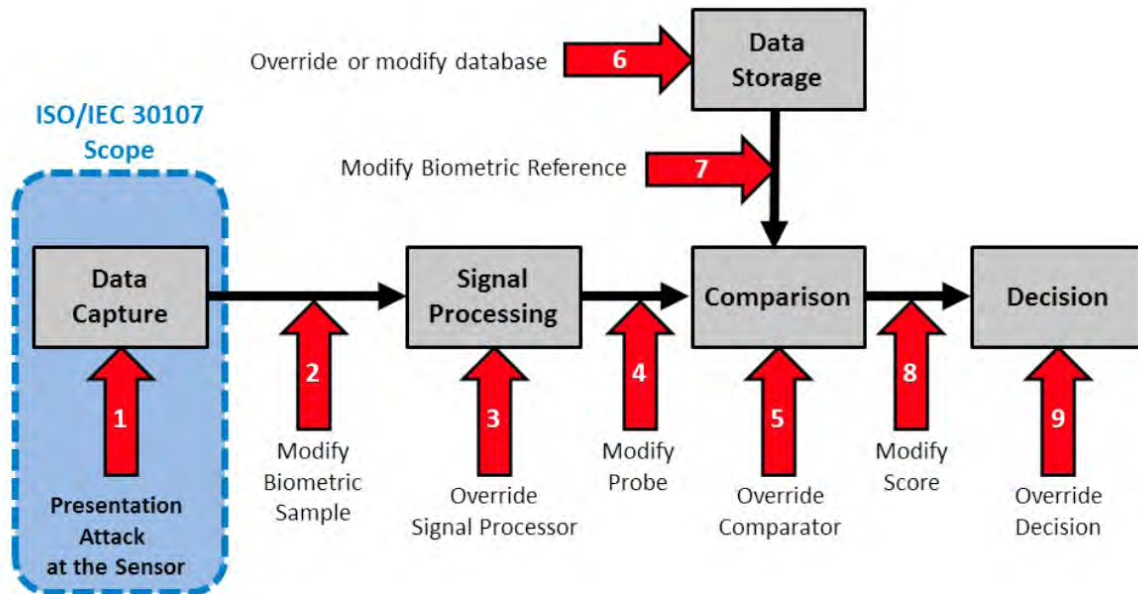 Override or modify database
6
Data
Storage
ISO/IEC 30107
Scope
Modify Biometric Reference
7
Data
Capture
Signal
Processing
Comparison
Decision
1
2
3
4
5
8
9
Presentation
Attack
at the Sensor
Modify
Biometric
Sample
Override
Signal Processor
Modify
Probe
Override
Comparator
Modify
Score
Override
Decision